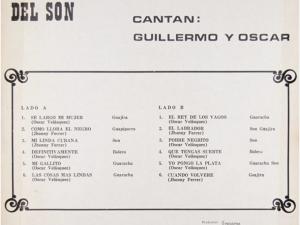 DEL SON
CANTAN:
GUILLERMO Y OSCAR
LADO A
1. SE LARGO MI MUJER Guajira
(Oscar Velásquez)
2. COMO LLORA EL NEGRO Guapiguero
(Jhonny Ferrer)
3. MI LINDA CUBANA Son
(Jhonny Ferrer)
4. DEFINITIVAMENTE Bolero
(Oscar Velásquez)
5. MI GALLITO Guaracha
(Oscar Velásquez)
6. LAS COSAS MAS LINDAS Guaracha
(Oscar Velásquez)
LADO B
1. EL REY DE LOS VAGOS Guaracha
(Oscar Velásquez)
2. EL LABRADOR Son Guajira
(Jhonny Ferrer)
3. POBRE NEGRITO Son
(Oscar Velásquez)
4. QUE TENGAS SUERTE Bolero
(Oscar Velásquez)
5. YO PONGO LA PLATA Guaracha Son
(Oscar Velásquez)
6. CUANDO VOLVERE Guajira
(Jhonny Ferrer)